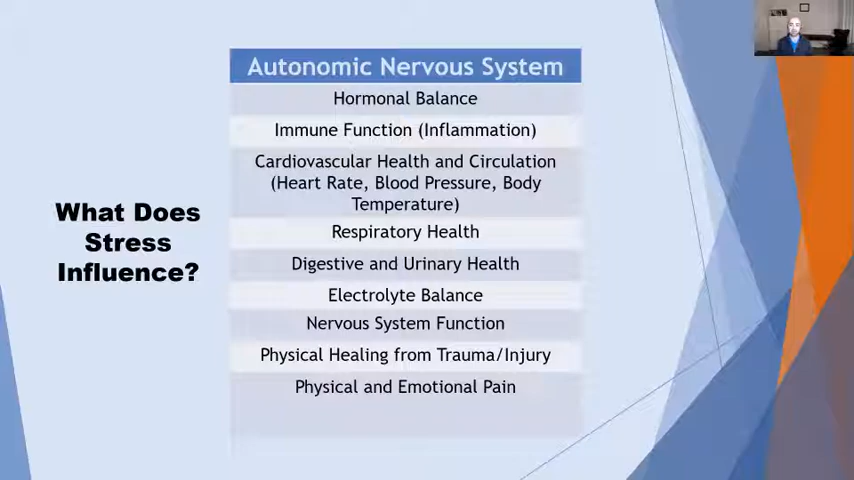 What Does
Stress
Influence?
Autonomic Nervous System
Hormonal Balance
Immune Function (Inflammation)
Cardiovascular Health and Circulation
(Heart Rate, Blood Pressure, Body
Temperature)
Respiratory Health
Digestive and Urinary Health
Electrolyte Balance
Nervous System Function
Physical Healing from Trauma/Injury
Physical and Emotional Pain